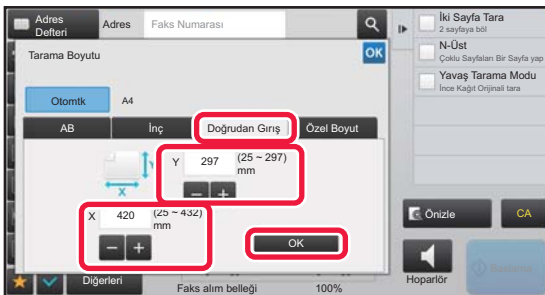 Adres Defteri
Adres
Faks Numarası
İki Sayfa Tara
2 sayfaya böl
Tarama Boyutu
OK
N-Üst
Çoklu Sayfaları Bir Sayfa yap
Yavaş Tarama Modu
İnce Kağıt Orijinali tara
Otomtk
A4
AB
İnç
Doğrudan Giriş
Özel Boyut
Y
Y 297 (25 ~ 297) mm
X
X 420 (25 ~ 432) mm
OK
Önizle
CA
Diğerleri
Faks alım belleği
100%
Hoparlör